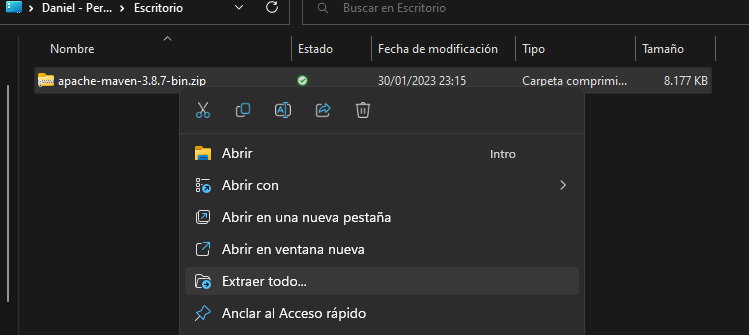 Daniel - Per... Escritorio Buscar en Escritorio
Nombre Estado Fecha de modificación Tipo Tamaño
apache-maven-3.8.7-bin.zip 30/01/2023 23:15 Carpeta comprimi... 8.177 KB
Abrir Intro
Abrir con
Abrir en una nueva pestaña
Abrir en ventana nueva
Extraer todo...
Anclar al Acceso rápido